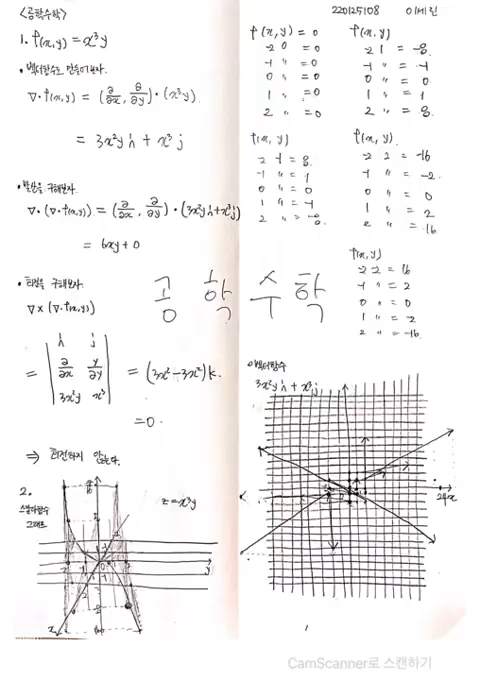 <공학수학>
1. f(x,y) = x³y
• 벡터함수로 만들어보자.
∇·f(x,y) = (∂/∂x, ∂/∂y)·(x³y)
= 3x²y i + x³ j
• 발산을 구해보자.
∇·(∇·f(x,y)) = (∂/∂x, ∂/∂y)·(3x²y i + x³ j)
= 6xy + 0
• 회전을 구해보자.
∇ × (∇·f(x,y))
i j
= | ∂/∂x y/∂y | = (3x² - 3x²)k.
3x²y x³
= 0.
⇒ 회전하지 않는다.
2.
스칼라함수
그래프
z = x³y
y
x
220125108 이세린
f(x,y) = 0
-2 0 = 0
-1 〃 = 0
0 〃 = 0
1 〃 = 0
2 〃 = 0
f(x,y)
-2 1 = -8.
-1 〃 = -1
0 〃 = 0
1 〃 = 1
2 〃 = 8.
f(x,y)
-2 -1 = 8.
-1 〃 = 1
0 〃 = 0
1 〃 = -1
2 〃 = -8
f(x,y)
-2 2 = -16
-1 〃 = -2.
0 〃 = 0
1 〃 = 2
2 〃 = 16.
f(x,y)
-2 -2 = 16
-1 〃 = 2
0 〃 = 0
1 〃 = -2
2 〃 = -16.
공 학 수 학
벡터함수
3x²y i + x³ j
24 x
1
CamScanner로 스캔하기